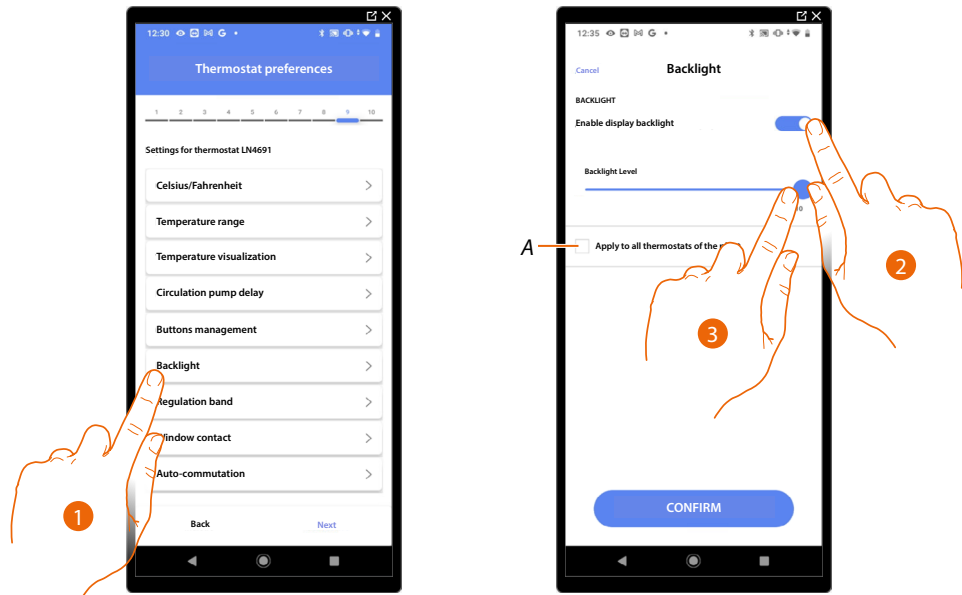 12:30 G
Thermostat preferences
1 2 3 4 5 6 7 8 9 10
Settings for thermostat LN4691
Celsius/Fahrenheit
Temperature range
Temperature visualization
Circulation pump delay
Buttons management
Backlight
Regulation band
Window contact
Auto-commutation
Back Next
1
12:35 G
Cancel Backlight
BACKLIGHT
Enable display backlight
Backlight Level
A
Apply to all thermostats of the
2
3
CONFIRM